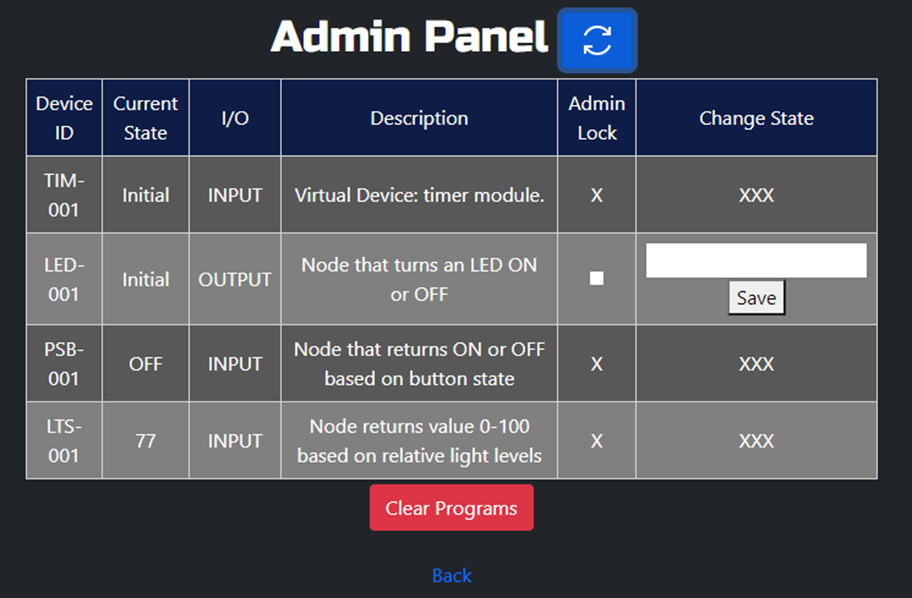 Admin Panel
Device ID
Current State
I/O
Description
Admin Lock
Change State
TIM-001
Initial
INPUT
Virtual Device: timer module.
X
XXX
LED-001
Initial
OUTPUT
Node that turns an LED ON
or OFF
Save
PSB-001
OFF
INPUT
Node that returns ON or OFF
based on button state
X
XXX
LTS-001
77
INPUT
Node returns value 0-100
based on relative light levels
X
XXX
Clear Programs
Back